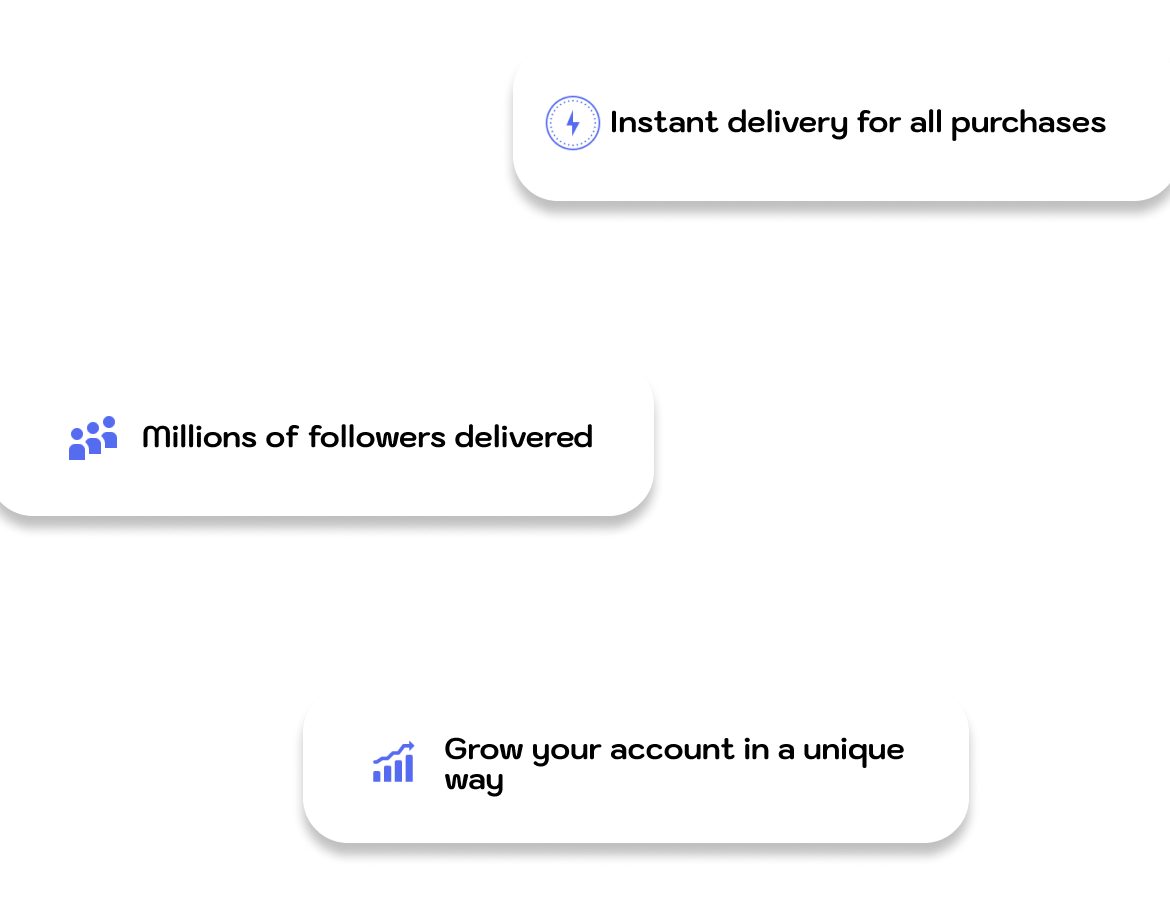 Instant delivery for all purchases
Millions of followers delivered
Grow your account in a unique
way